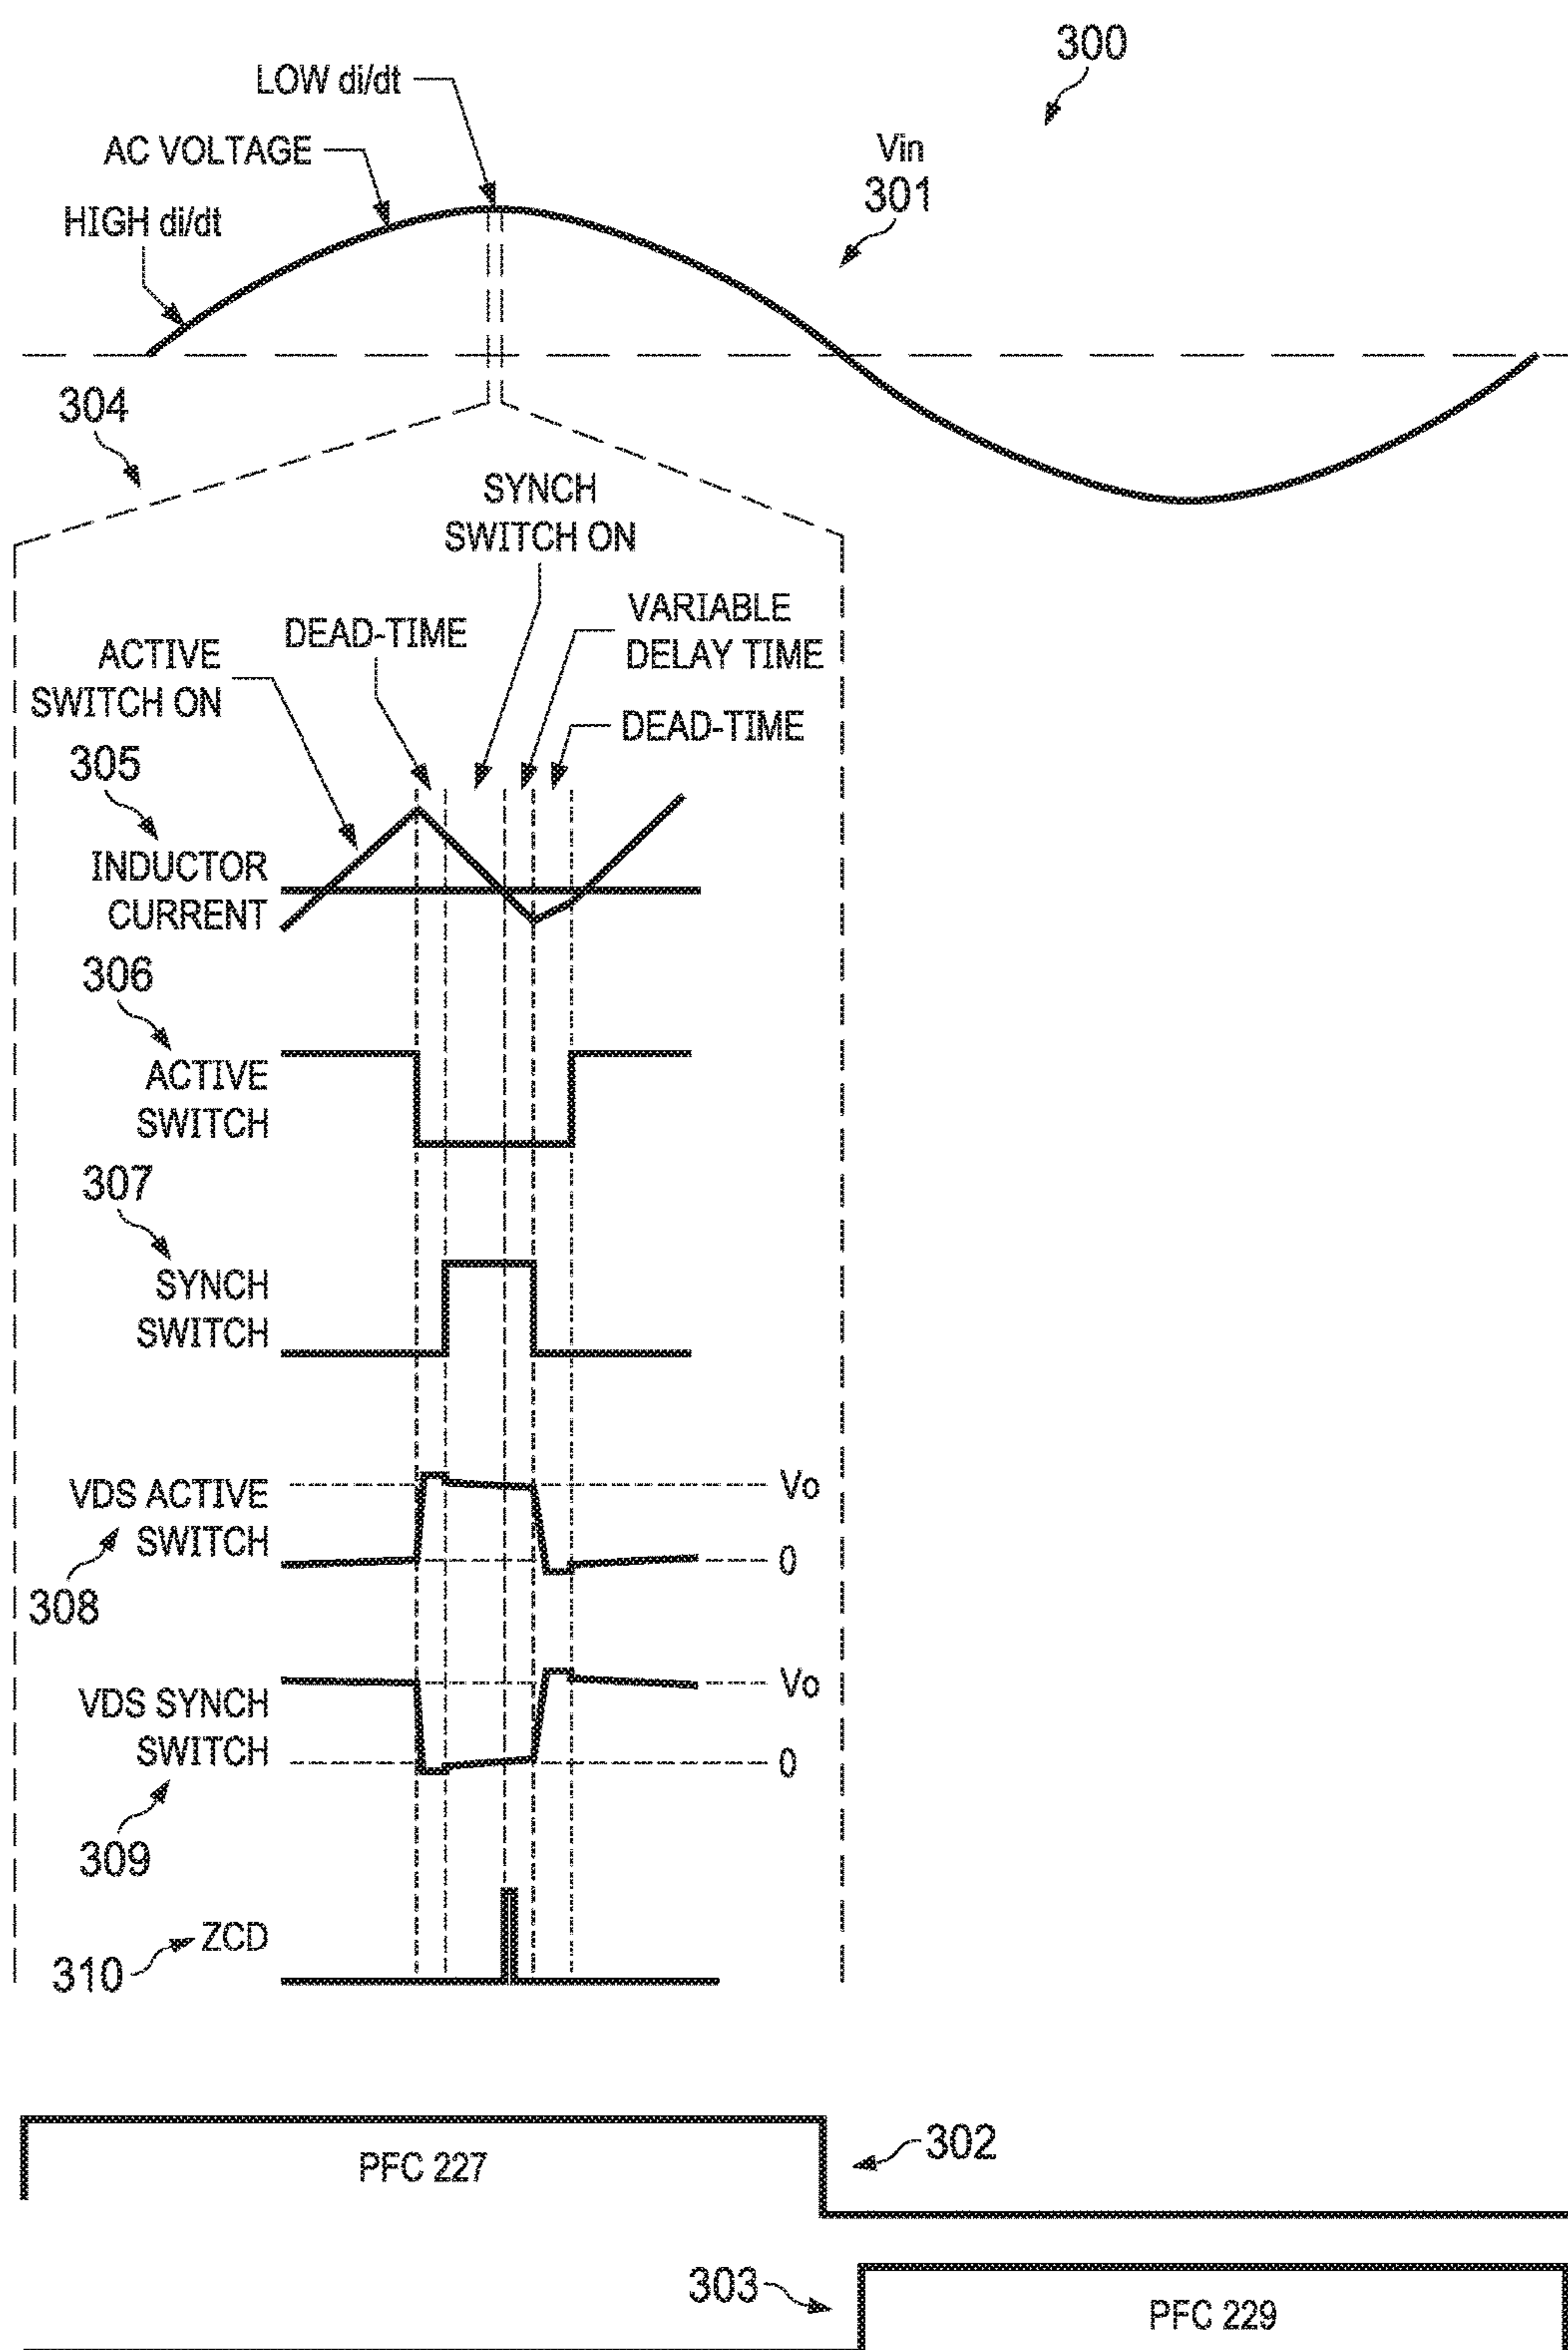 300
LOW di/dt
AC VOLTAGE
Vin
301
HIGH di/dt
304
SYNCH
SWITCH ON
VARIABLE
DELAY TIME
DEAD-TIME
ACTIVE
SWITCH ON
DEAD-TIME
305
INDUCTOR
CURRENT
306
ACTIVE
SWITCH
307
SYNCH
SWITCH
VDS ACTIVE
SWITCH
Vo
0
308
VDS SYNCH
SWITCH
Vo
0
309
ZCD
310
PFC 227
302
303
PFC 229